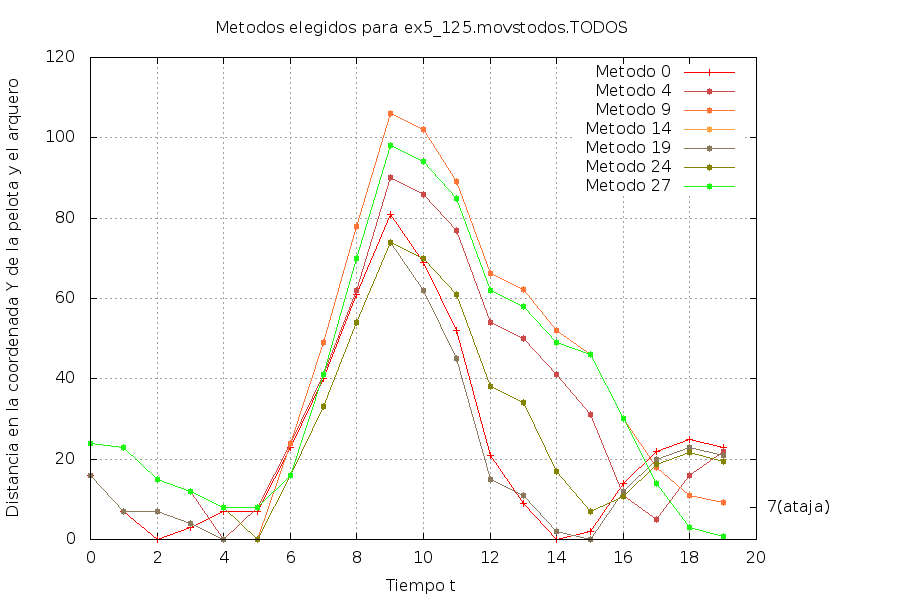 Metodos elegidos para ex5_125.movstodos.TODOS
Distancia en la coordenada Y de la pelota y el arquero
120
100
80
60
40
20
0
Metodo 0
Metodo 4
Metodo 9
Metodo 14
Metodo 19
Metodo 24
Metodo 27
7(ataja)
0 2 4 6 8 10 12 14 16 18 20
Tiempo t